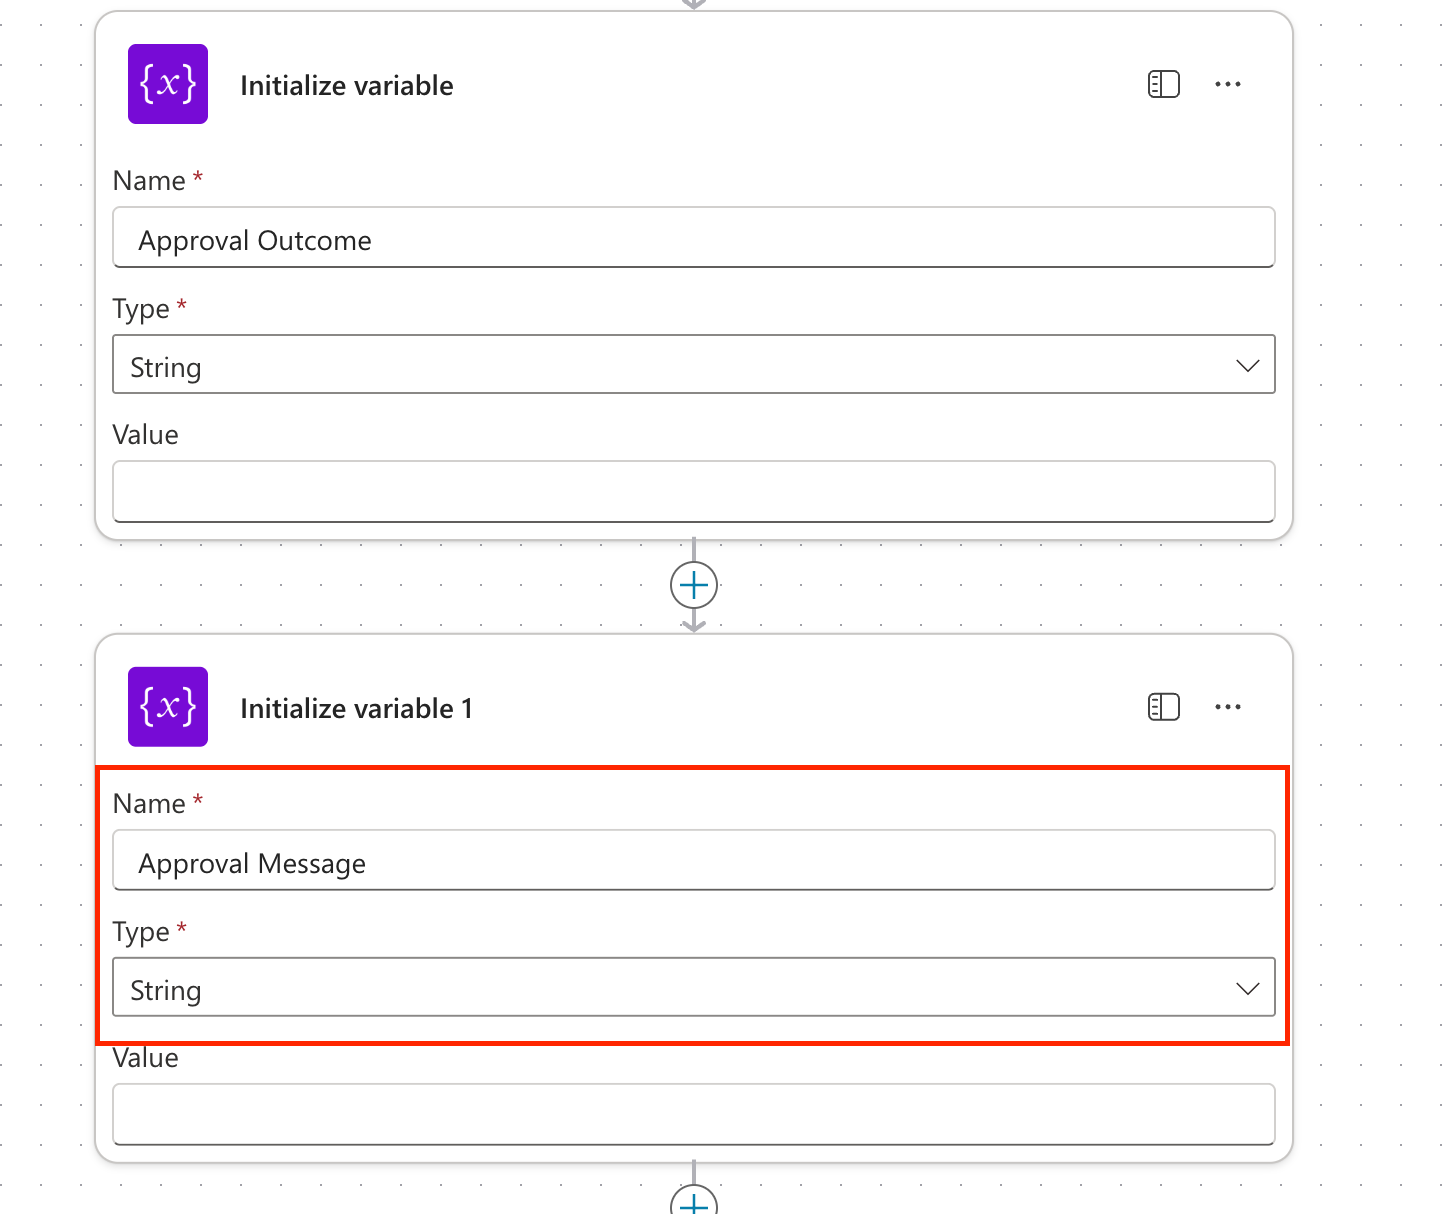 {x} Initialize variable
Name *
Approval Outcome
Type *
String
Value
{x} Initialize variable 1
Name *
Approval Message
Type *
String
Value